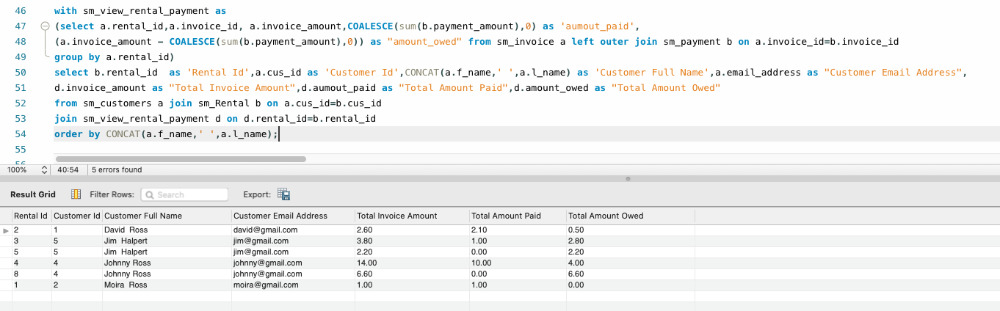 46 with sm_view_rental_payment as
47 (select a.rental_id,a.invoice_id, a.invoice_amount,COALESCE(sum(b.payment_amount),0) as 'aumout_paid',
48 (a.invoice_amount − COALESCE(sum(b.payment_amount),0)) as "amount_owed" from sm_invoice a left outer join sm_payment b on a.invoice_id=b.invoice_id
49 group by a.rental_id)
50 select b.rental_id  as 'Rental Id',a.cus_id as 'Customer Id',CONCAT(a.f_name,' ',a.l_name) as 'Customer Full Name',a.email_address as "Customer Email Address",
51 d.invoice_amount as "Total Invoice Amount",d.aumout_paid as "Total Amount Paid",d.amount_owed as "Total Amount Owed"
52 from sm_customers a join sm_Rental b on a.cus_id=b.cus_id
53 join sm_view_rental_payment d on d.rental_id=b.rental_id
54 order by CONCAT(a.f_name,' ',a.l_name);
55
56
100% 40:54 5 errors found
Result Grid Filter Rows: Search Export:
Rental Id Customer Id Customer Full Name Customer Email Address Total Invoice Amount Total Amount Paid Total Amount Owed
2 1 David  Ross david@gmail.com 2.60 2.10 0.50
3 5 Jim  Halpert jim@gmail.com 3.80 1.00 2.80
5 5 Jim  Halpert jim@gmail.com 2.20 0.00 2.20
4 4 Johnny Ross johnny@gmail.com 14.00 10.00 4.00
8 4 Johnny Ross johnny@gmail.com 6.60 0.00 6.60
1 2 Moira  Ross moira@gmail.com 1.00 1.00 0.00